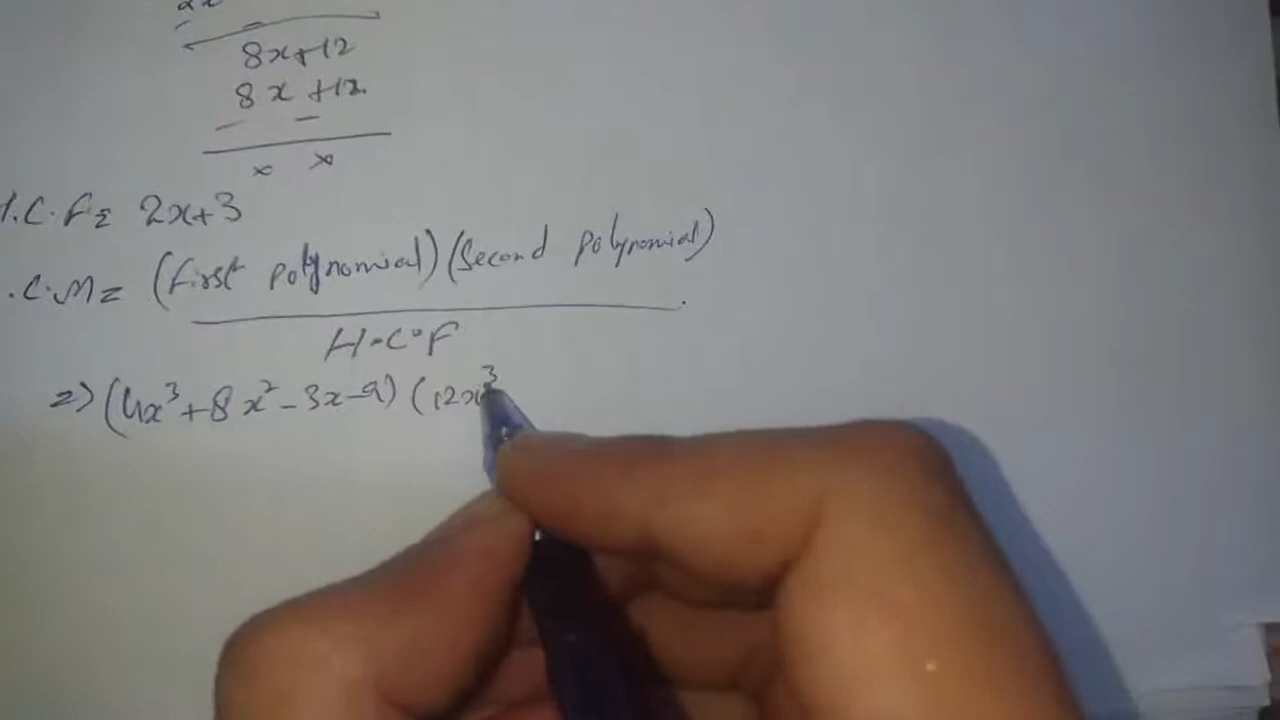 8x+12
8x+12
- -
x x
.C.F= 2x+3
.C.M= (first polynomial)(second polynomial)
H.C.F
=> (4x³+8x²-3x-9)(12x³